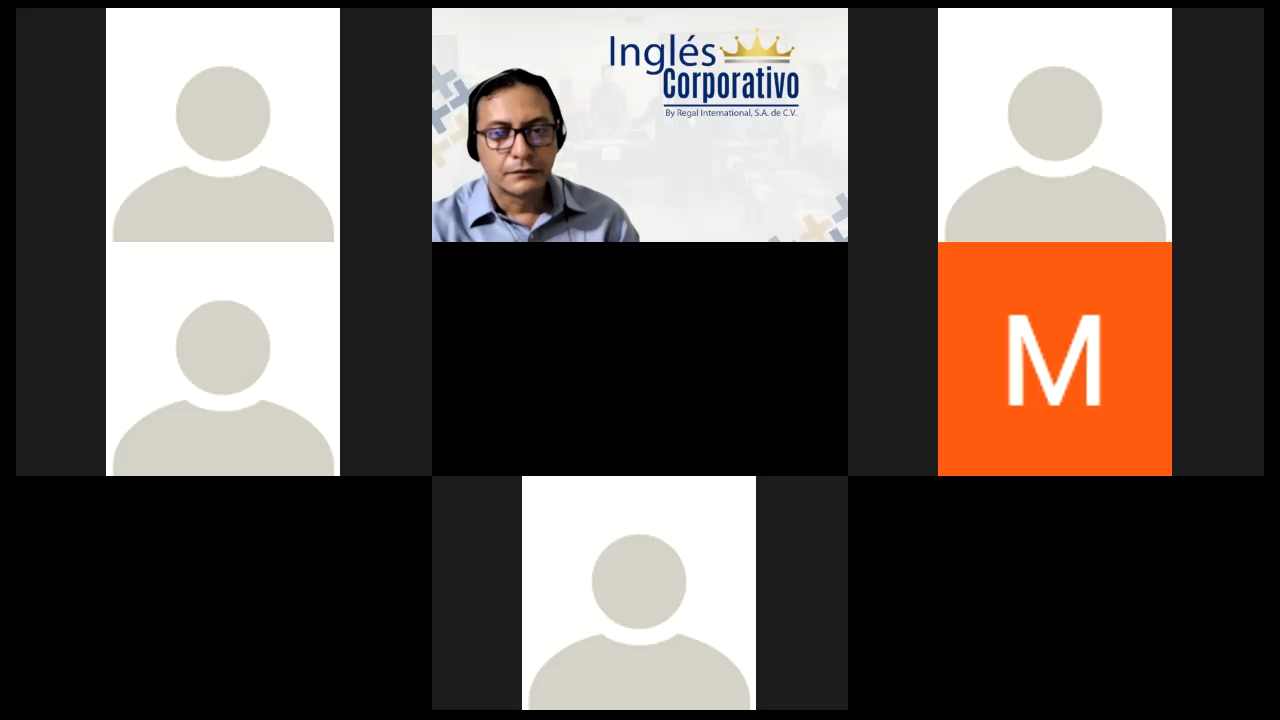 Inglés
Corporativo
By Regal International, S.A. de C.V.
M